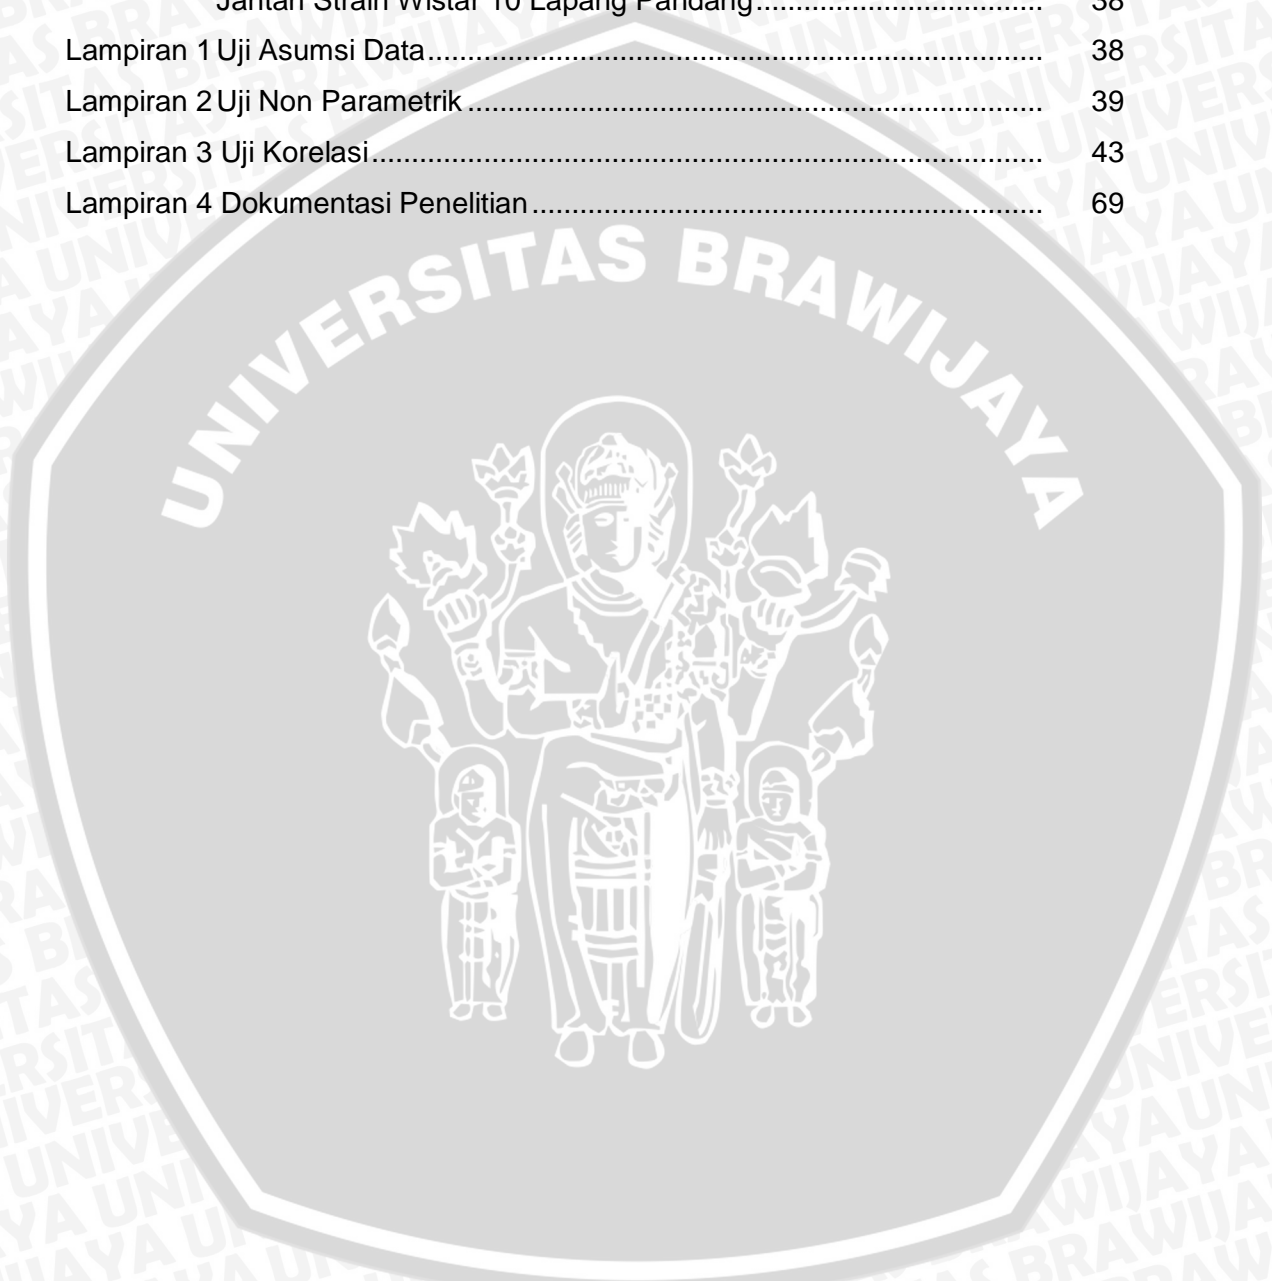 Jantan Strain Wistar 10 Lapang Pandang.................................... 38
Lampiran 1 Uji Asumsi Data............................................................................. 38
Lampiran 2 Uji Non Parametrik........................................................................ 39
Lampiran 3 Uji Korelasi.................................................................................... 43
Lampiran 4 Dokumentasi Penelitian................................................................ 69
UNIVERSITAS BRAWIJAYA